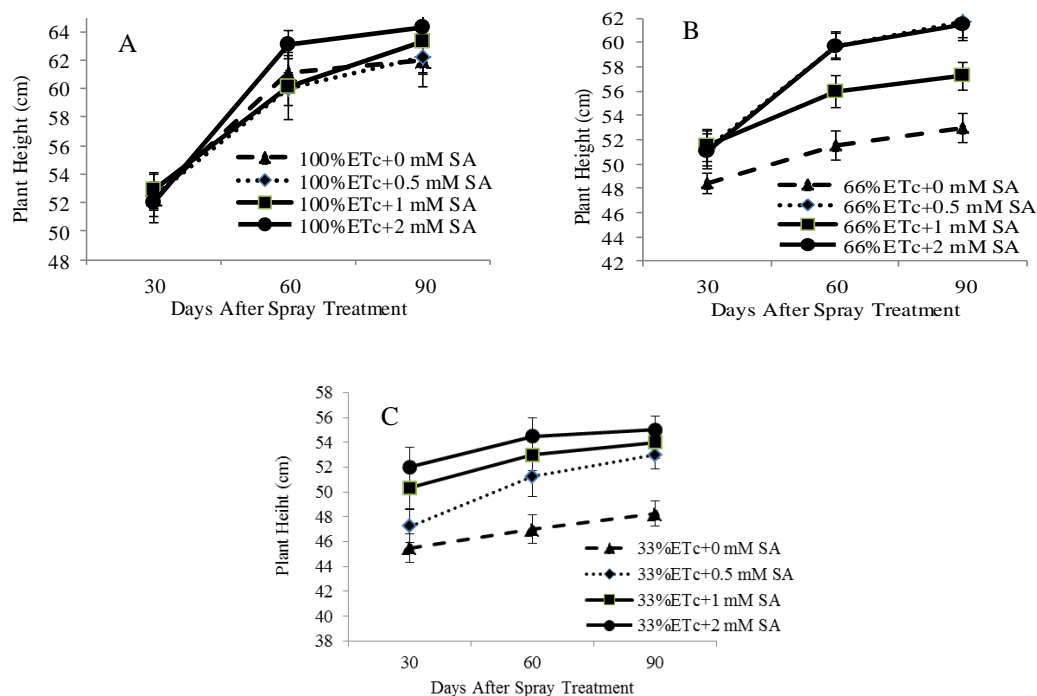 A
Plant Height (cm)
64
62
60
58
56
54
52
50
48
100%ETc+0 mM SA
100%ETc+0.5 mM SA
100%ETc+1 mM SA
100%ETc+2 mM SA
30 60 90
Days After Spray Treatment
B
Plant Height (cm)
62
60
58
56
54
52
50
48
46
44
42
66%ETc+0 mM SA
66%ETc+0.5 mM SA
66%ETc+1 mM SA
66%ETc+2 mM SA
30 60 90
Days After Spray Treatment
C
Plant Heiht (cm)
58
56
54
52
50
48
46
44
42
40
38
33%ETc+0 mM SA
33%ETc+0.5 mM SA
33%ETc+1 mM SA
33%ETc+2 mM SA
30 60 90
Days After Spray Treatment